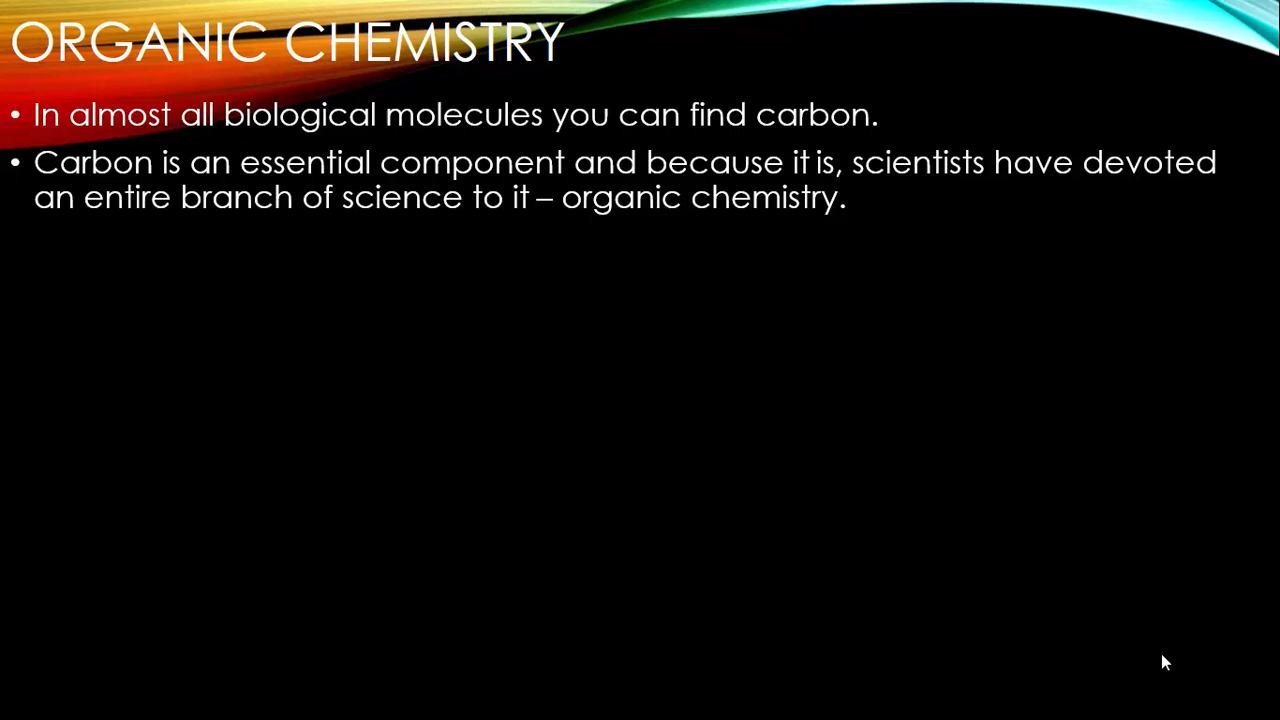 ORGANIC CHEMISTRY
• In almost all biological molecules you can find carbon.
• Carbon is an essential component and because it is, scientists have devoted
an entire branch of science to it – organic chemistry.